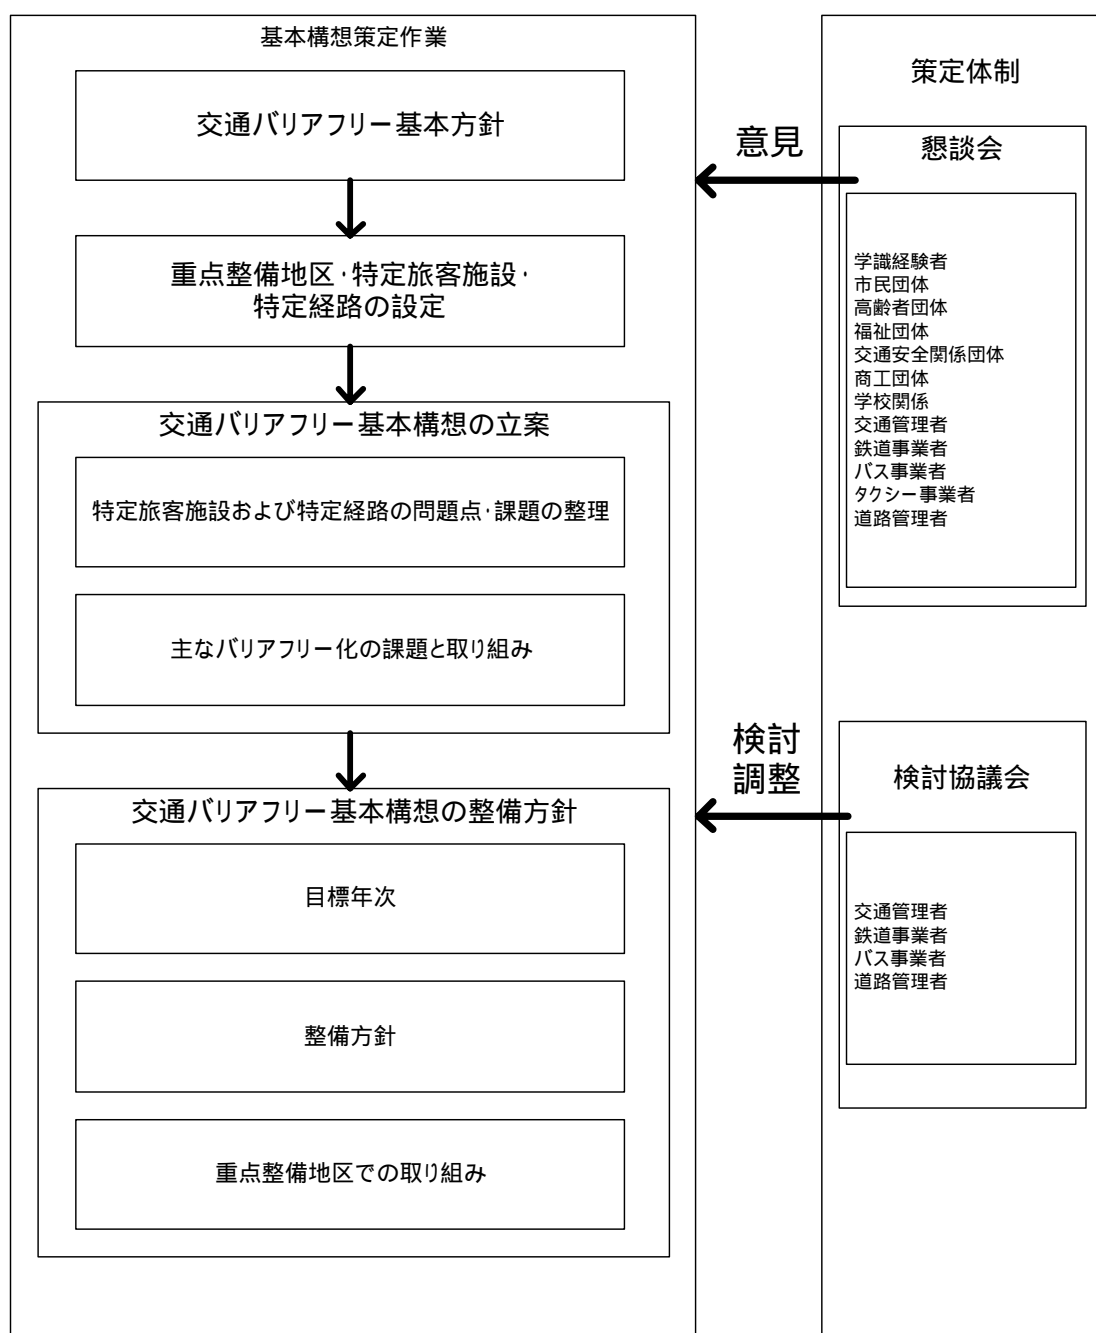 基本構想策定作業
交通バリアフリー基本方針
重点整備地区・特定旅客施設・
特定経路の設定
交通バリアフリー基本構想の立案
特定旅客施設および特定経路の問題点・課題の整理
主なバリアフリー化の課題と取り組み
交通バリアフリー基本構想の整備方針
目標年次
整備方針
重点整備地区での取り組み
意見
検討
調整
策定体制
懇談会
学識経験者
市民団体
高齢者団体
福祉団体
交通安全関係団体
商工団体
学校関係
交通管理者
鉄道事業者
バス事業者
タクシー事業者
道路管理者
検討協議会
交通管理者
鉄道事業者
バス事業者
道路管理者